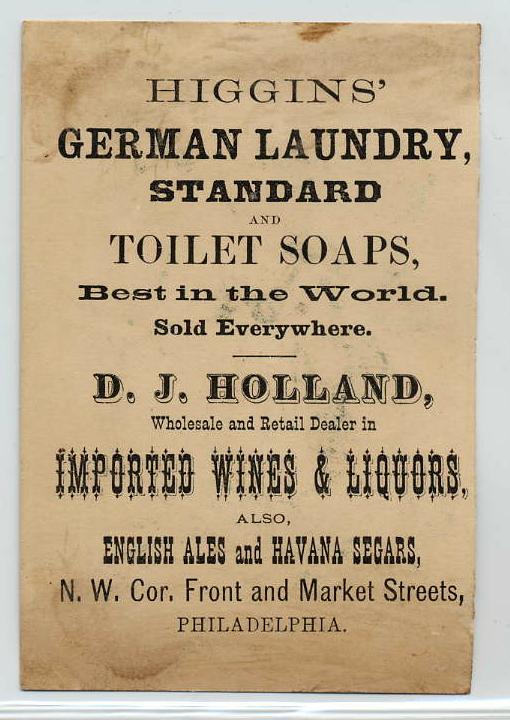 HIGGINS'
GERMAN LAUNDRY,
STANDARD
AND
TOILET SOAPS,
Best in the World.
Sold Everywhere.
D. J. HOLLAND,
Wholesale and Retail Dealer in
IMPORTED WINES & LIQUORS,
ALSO,
ENGLISH ALES and HAVANA SEGARS,
N. W. Cor. Front and Market Streets,
PHILADELPHIA.